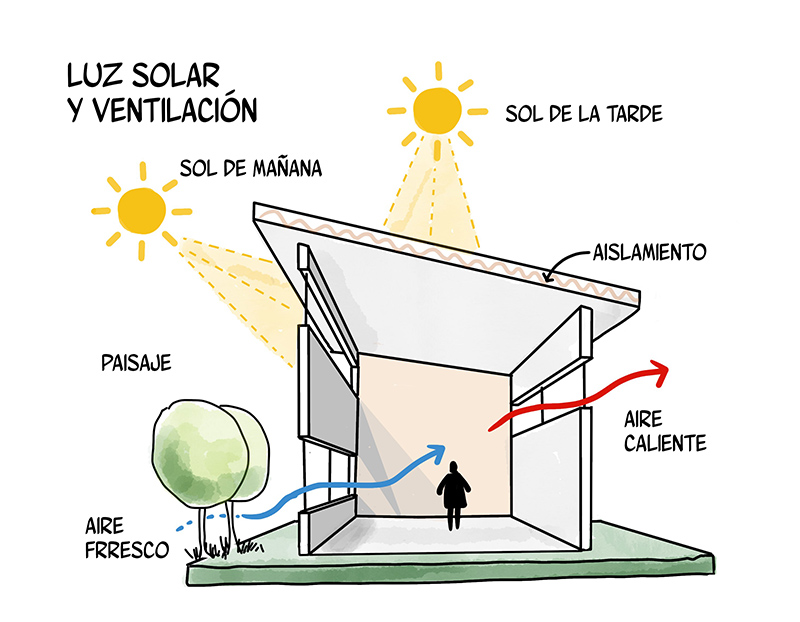 LUZ SOLAR
Y VENTILACIÓN
SOL DE LA TARDE
SOL DE MAÑANA
AISLAMIENTO
PAISAJE
AIRE
CALIENTE
AIRE
FRRESCO